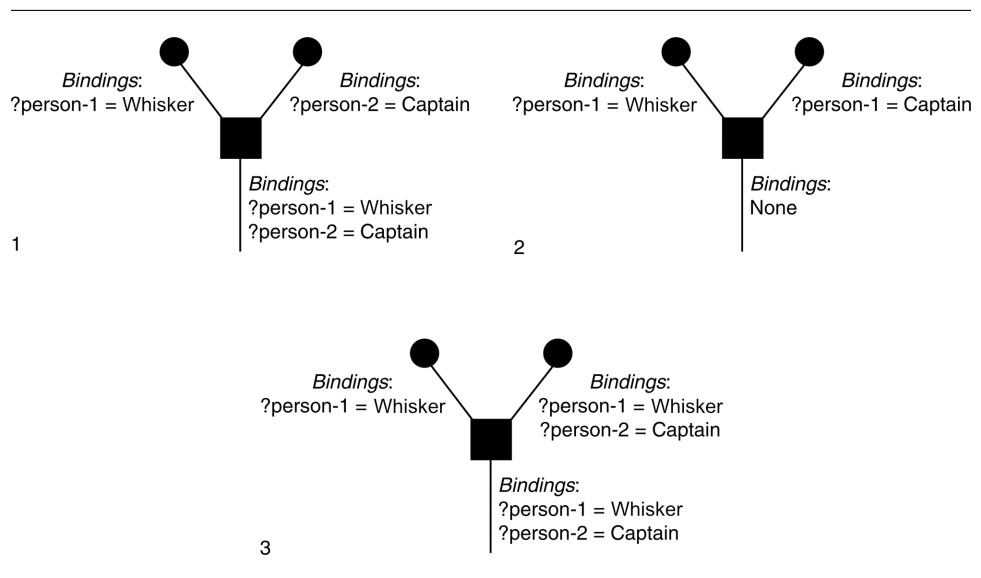 Bindings:
?person-1 = Whisker
Bindings:
?person-2 = Captain
Bindings:
?person-1 = Whisker
?person-2 = Captain
1
Bindings:
?person-1 = Whisker
Bindings:
?person-1 = Captain
Bindings:
None
2
Bindings:
?person-1 = Whisker
Bindings:
?person-1 = Whisker
?person-2 = Captain
Bindings:
?person-1 = Whisker
?person-2 = Captain
3